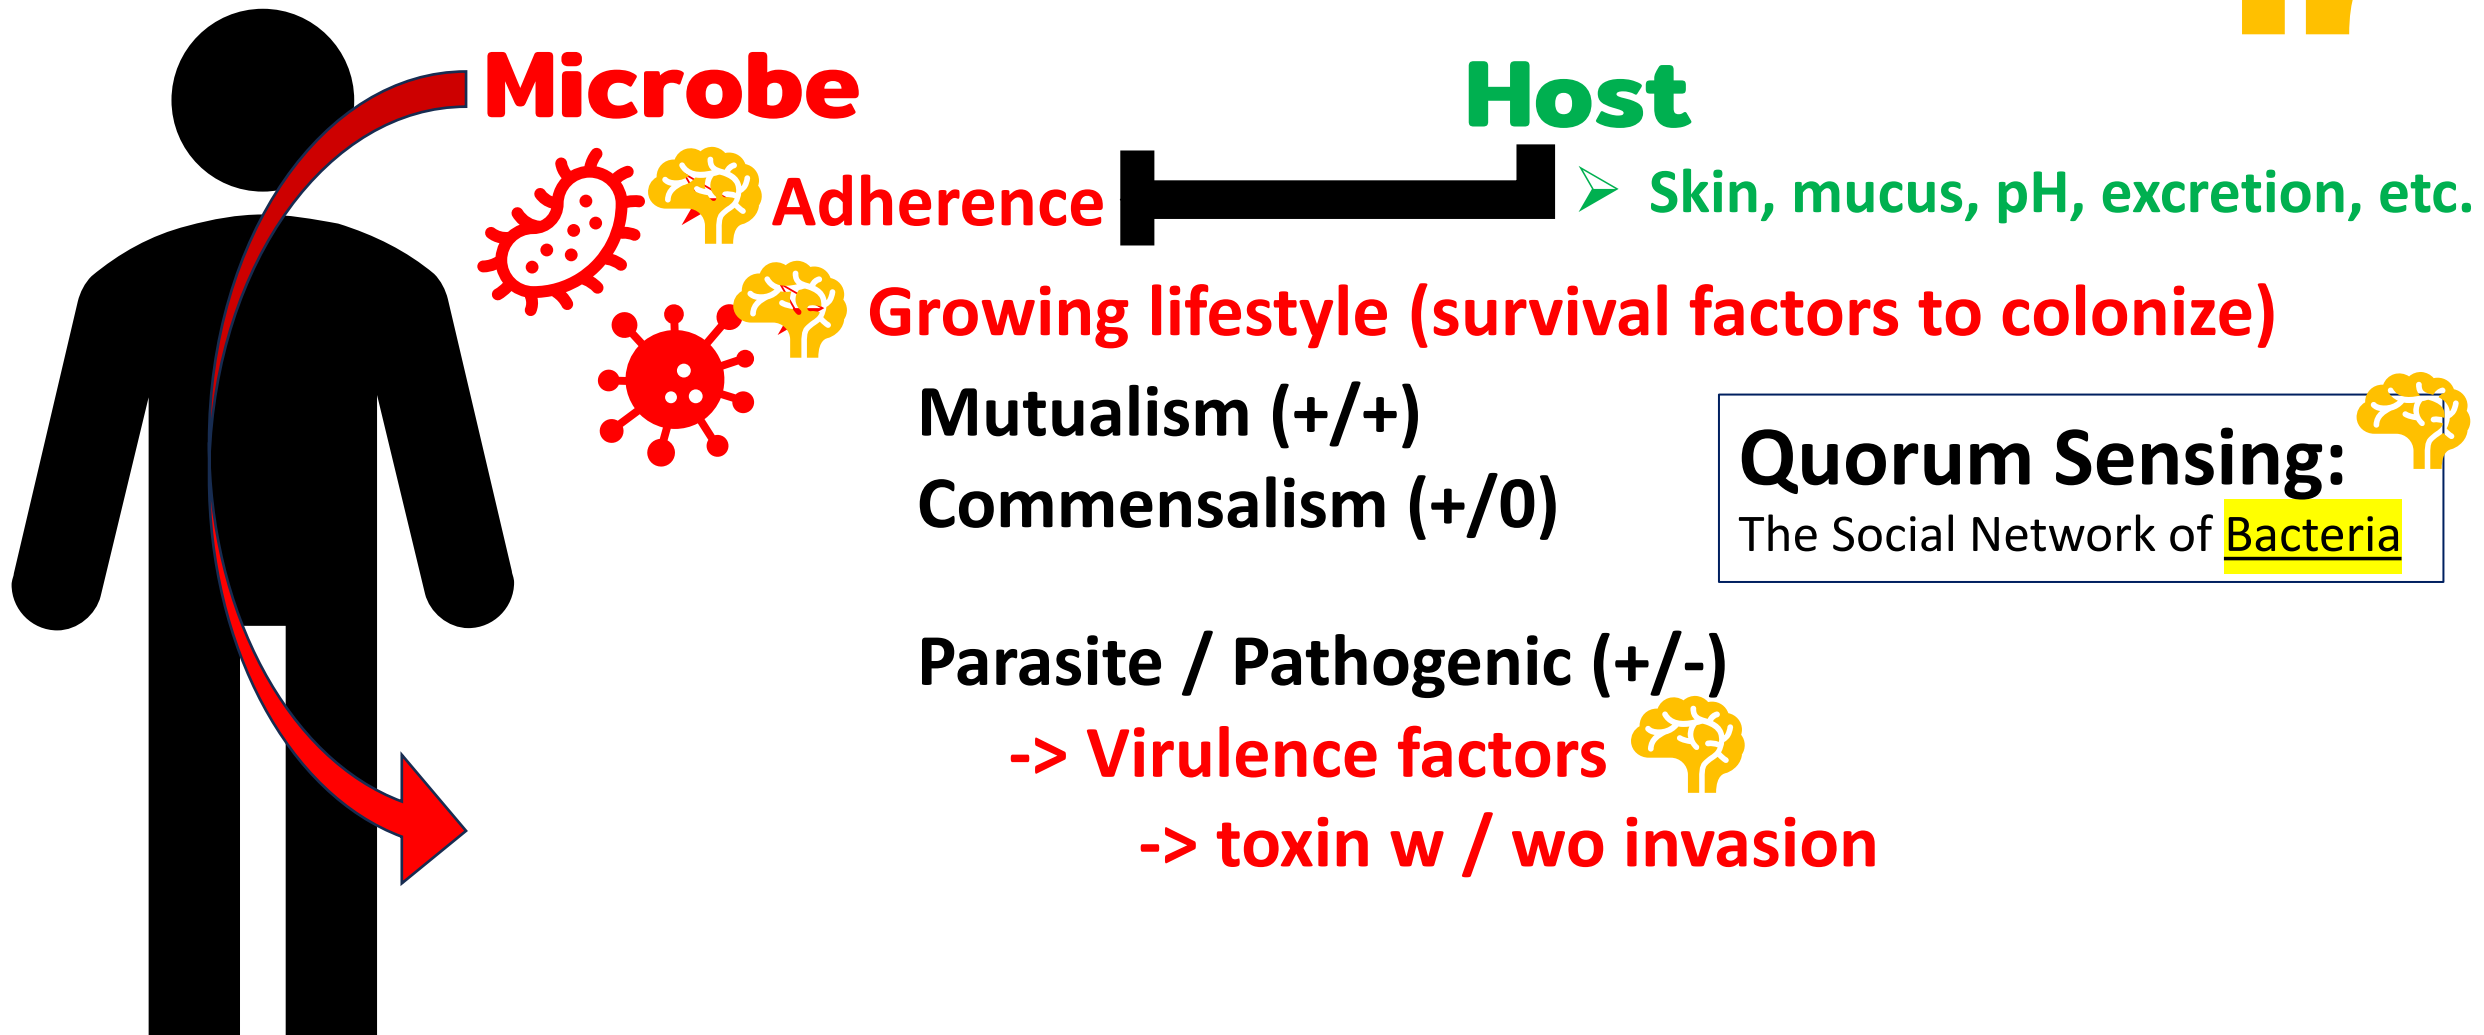 Microbe
Host
Adherence
➢ Skin, mucus, pH, excretion, etc.
Growing lifestyle (survival factors to colonize)
Mutualism (+/+)
Commensalism (+/0)
Quorum Sensing:
The Social Network of Bacteria
Parasite / Pathogenic (+/-)
-> Virulence factors
-> toxin w / wo invasion